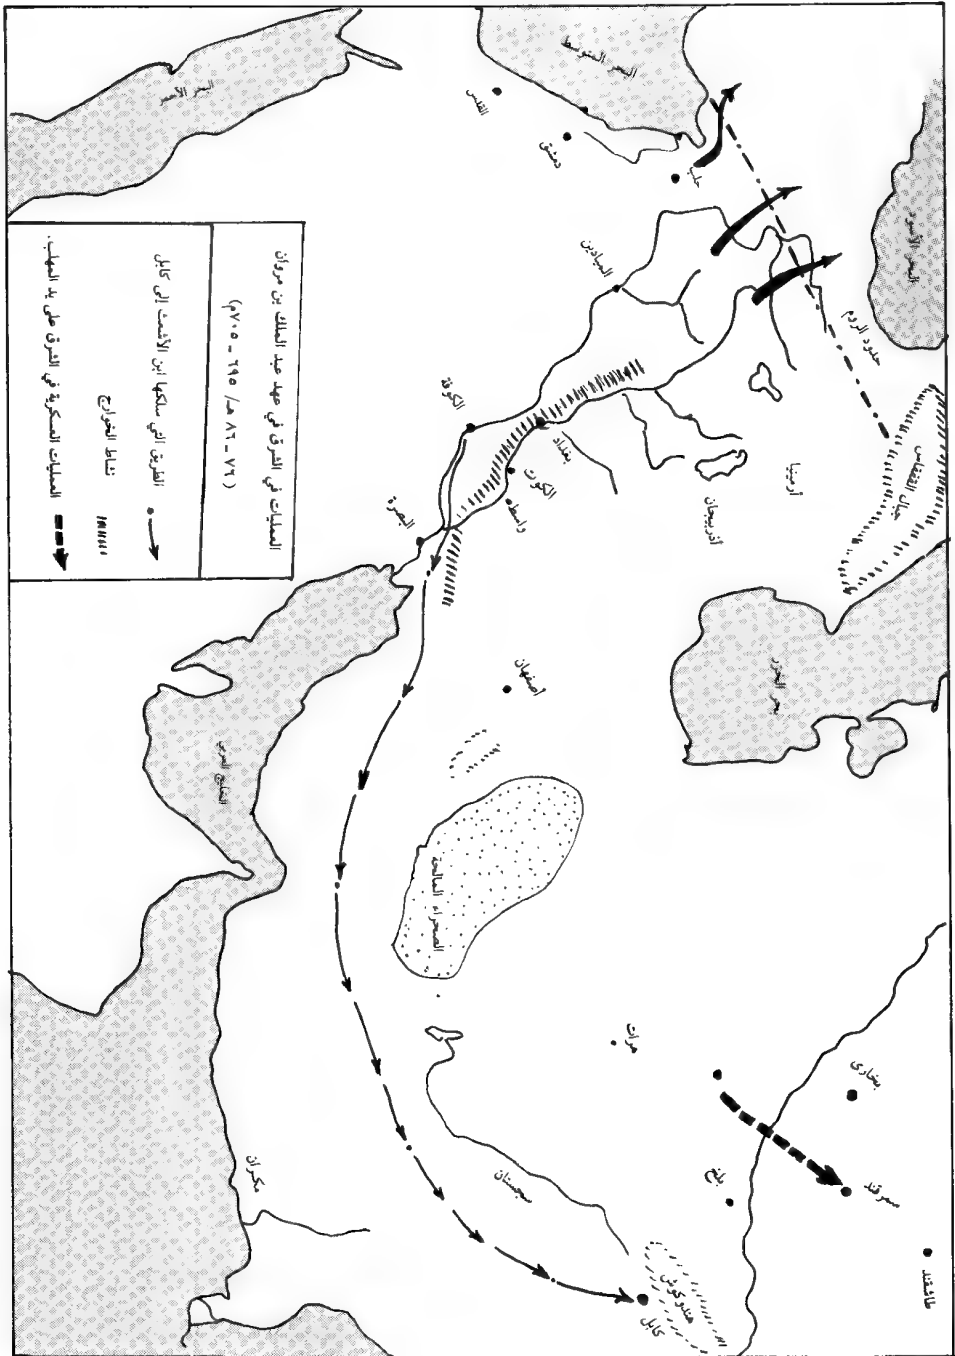 العمليات في الشرق في عهد عبد الملك بن مروان
(٧٦ - ٨٦ هـ/ ٦٩٥ - ٧٠٥م)
الطريق التي سلكها ابن الأشعث إلى كابل
نشاط الخوارج
العمليات العسكرية في الشرق على يد المهلب.
البحر الأسود
حدود الروم
جبال القفقاس
البحر المتوسط
البحر الأحمر
القدس
دمشق
حلب
الميادين
أرمينيا
أذربيجان
بحر الخزر
بغداد
الكوت
واسط
الكوفة
البصرة
أصفهان
الخليج العربي
الصحراء المالحة
هرات
بخارى
سمرقند
طاشقند
بلخ
سجستان
مكران
هندوكوش
كابل